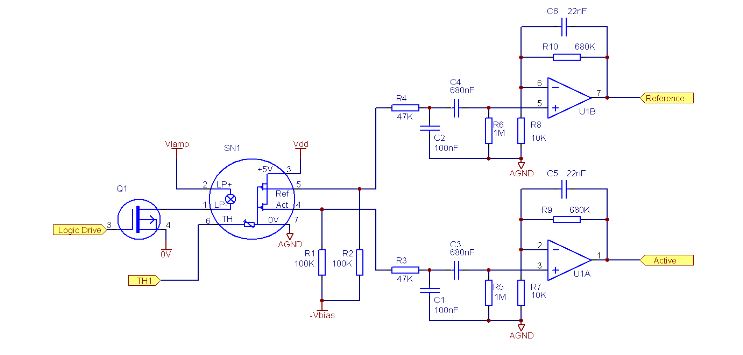 C6 22nF
R10 680K
C4
680nF
6
7
Reference
R4
5
U1B
47K
R6
R8
C2
1M
10K
100nF
Vlamp
SN1
Vdd
AGND
+5V
3
C5 22nF
Q1
2
LP+
5
Ref
R9 680K
1
LP-
Act
4
Logic Drive
3
4
6
TH
0V
7
C3
680nF
2
1
Active
0V
AGND
R1
R2
R3
3
U1A
100K
100K
47K
TH1
R5
R7
C1
1M
10K
100nF
-Vbias
AGND